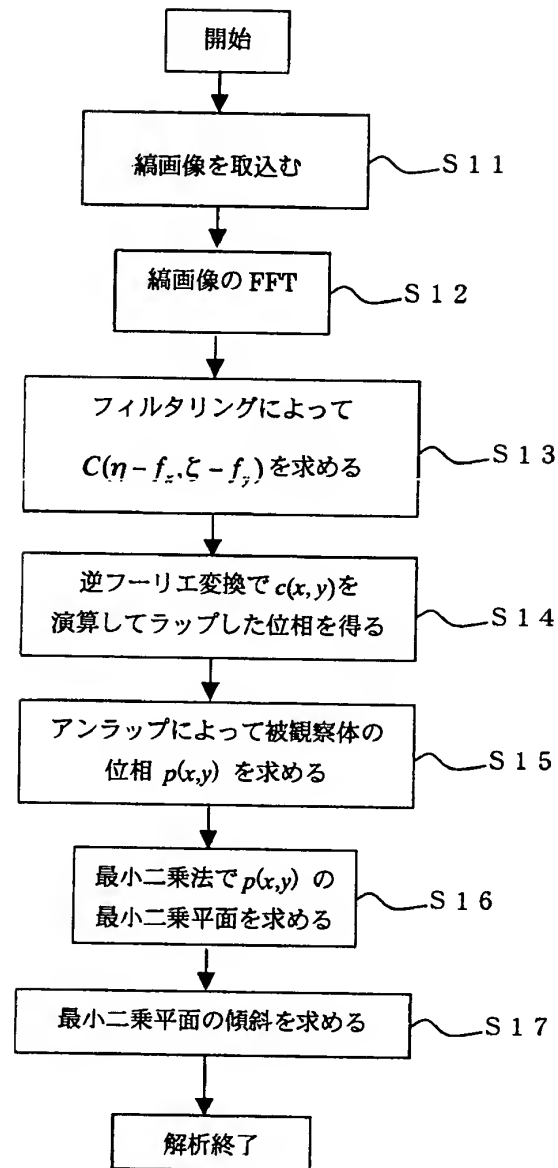 開始
縞画像を取込む
S11
縞画像のFFT
S12
フィルタリングによって
C(η−fx,ζ−fy)を求める
S13
逆フーリエ変換でc(x,y)を
演算してラップした位相を得る
S14
アンラップによって被観察体の
位相 p(x,y) を求める
S15
最小二乗法でp(x,y) の
最小二乗平面を求める
S16
最小二乗平面の傾斜を求める
S17
解析終了